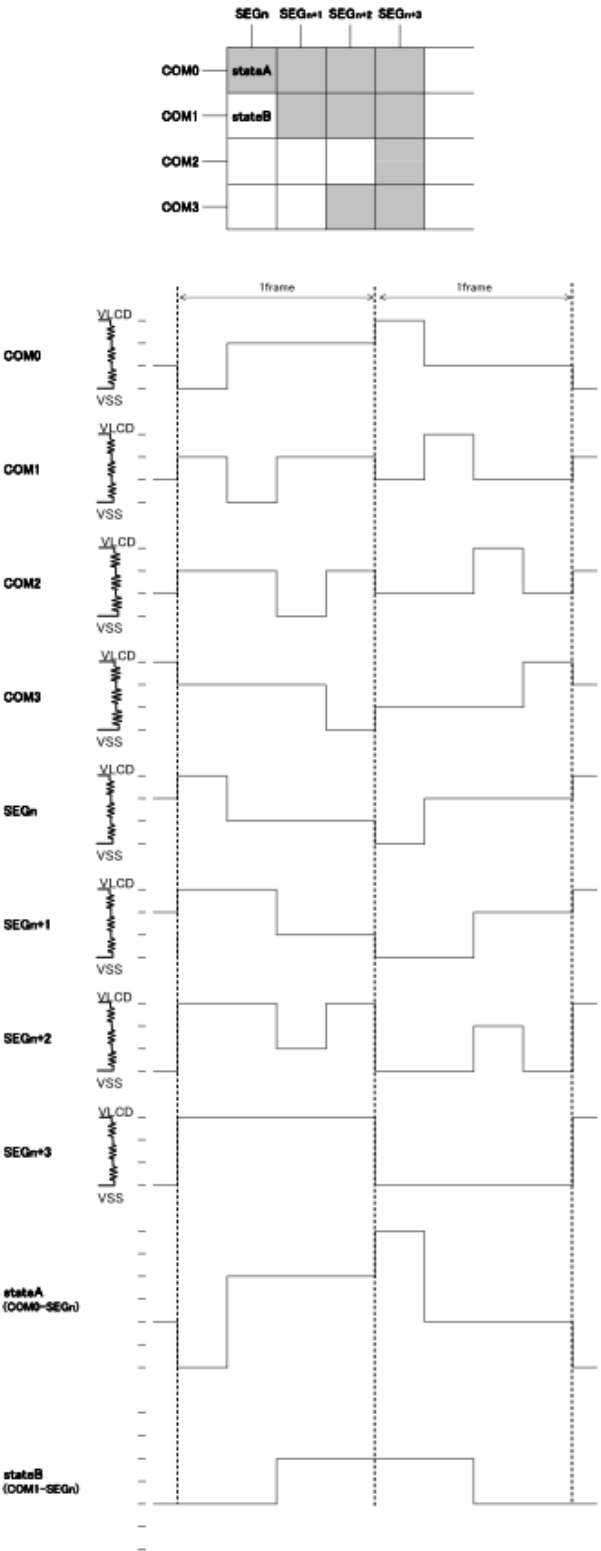 SEGn SEGn+1 SEGn+2 SEGn+3
COM0 stateA
COM1 stateB
COM2
COM3
1frame 1frame
VLCD
COM0
VSS
VLCD
COM1
VSS
VLCD
COM2
VSS
VLCD
COM3
VSS
VLCD
SEGn
VSS
VLCD
SEGn+1
VSS
VLCD
SEGn+2
VSS
VLCD
SEGn+3
VSS
stateA
(COM0-SEGn)
stateB
(COM1-SEGn)